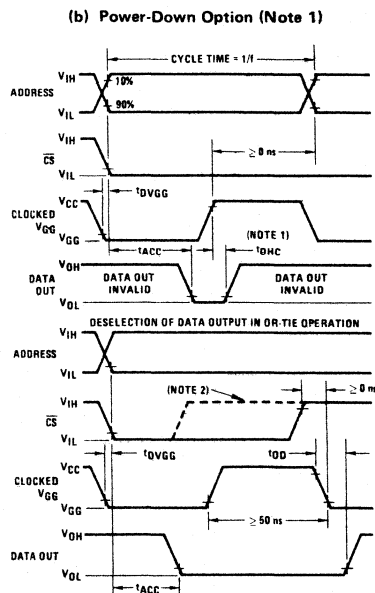 (b) Power-Down Option (Note 1)
CYCLE TIME = 1/f
VIH
10%
ADDRESS
90%
VIL
VIH
≥ 0 ns
CS
VIL
tDVGG
VCC
CLOCKED
VGG
(NOTE 1)
VGG
tACC
tDHC
VOH
DATA
OUT
DATA OUT
INVALID
DATA OUT
INVALID
VOL
DESELECTION OF DATA OUTPUT IN OR-TIE OPERATION
VIH
ADDRESS
VIL
≥ 0 ns
(NOTE 2)
VIH
CS
VIL
tDVGG
tOD
VCC
CLOCKED
VGG
VGG
≥ 50 ns
VOH
DATA OUT
VOL
tACC